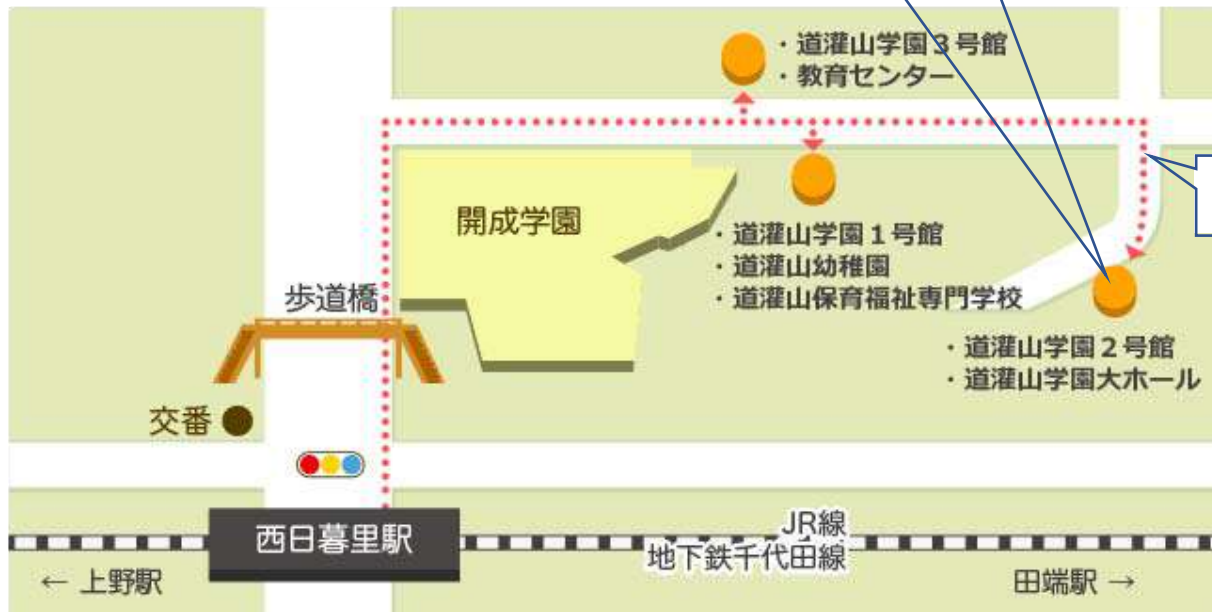 ・道灌山学園３号館
・教育センター
開成学園
・道灌山学園１号館
・道灌山幼稚園
・道灌山保育福祉専門学校
歩道橋
・道灌山学園２号館
・道灌山学園大ホール
交番
西日暮里駅
JR線
地下鉄千代田線
← 上野駅
田端駅 →